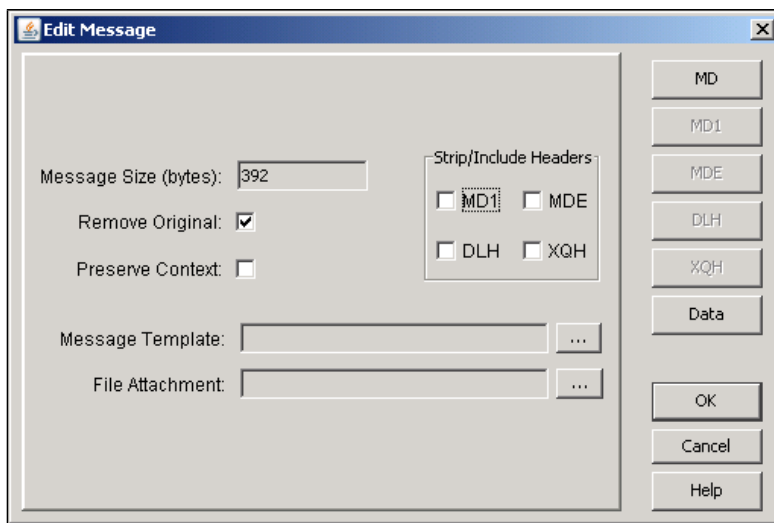 Edit Message
MD
MD1
MDE
DLH
XQH
Data
OK
Cancel
Help
Message Size (bytes): 392
Remove Original:
Preserve Context:
Strip/Include Headers
MD1 MDE
DLH XQH
Message Template: ...
File Attachment: ...